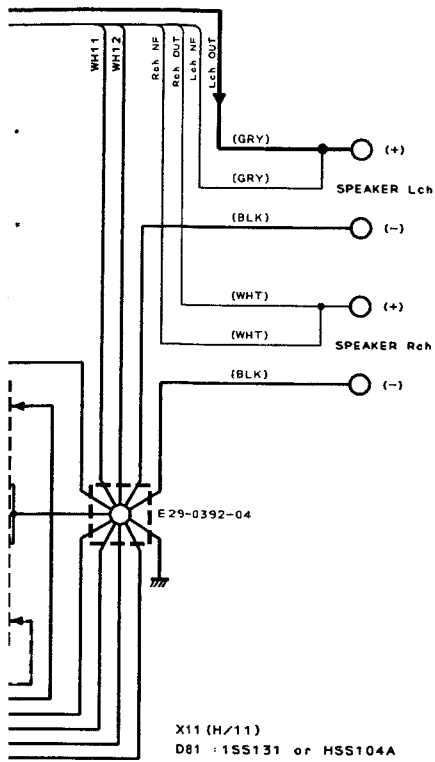 WH11
WH12
Rch NF
Rch OUT
Lch NF
Lch OUT
(GRY)
(+)
(GRY)
SPEAKER Lch
(BLK)
(-)
(WHT)
(+)
(WHT)
SPEAKER Rch
(BLK)
(-)
E29-0392-04
X11 (H/11)
D81 : 1SS131 or HSS104A